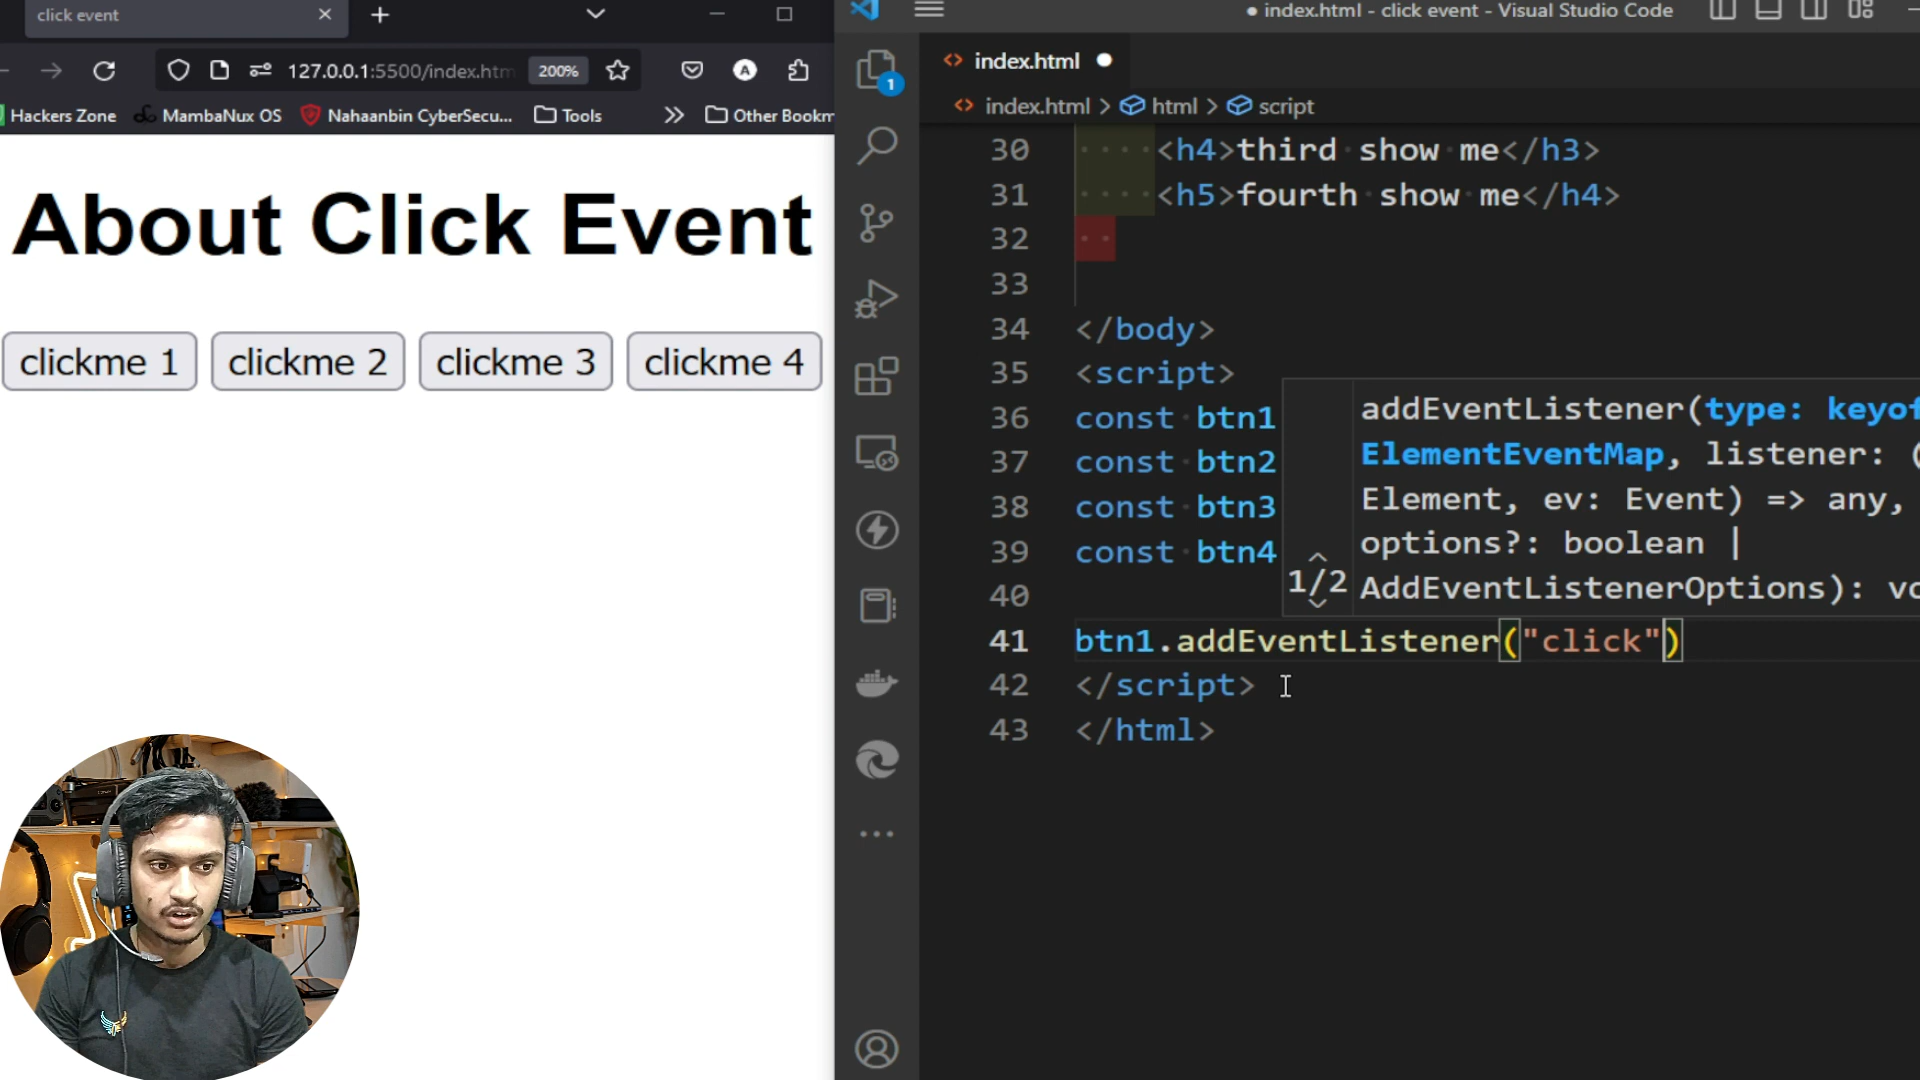 click event
127.0.0.1:5500/index.htm
200%
Hackers Zone
MambaNux OS
Nahaanbin CyberSecu...
Tools
Other Bookm
About Click Event
clickme 1
clickme 2
clickme 3
clickme 4
● index.html - click event - Visual Studio Code
index.html
index.html > html > script
1
30 <h4>third show me</h3>
31 <h5>fourth show me</h4>
32
33
34 </body>
35 <script>
36 const btn1
37 const btn2
38 const btn3
39 const btn4
40
addEventListener(type: keyof
ElementEventMap, listener: (
Element, ev: Event) => any,
options?: boolean |
1/2
AddEventListenerOptions): vo
41 btn1.addEventListener("click")
42 </script>
43 </html>